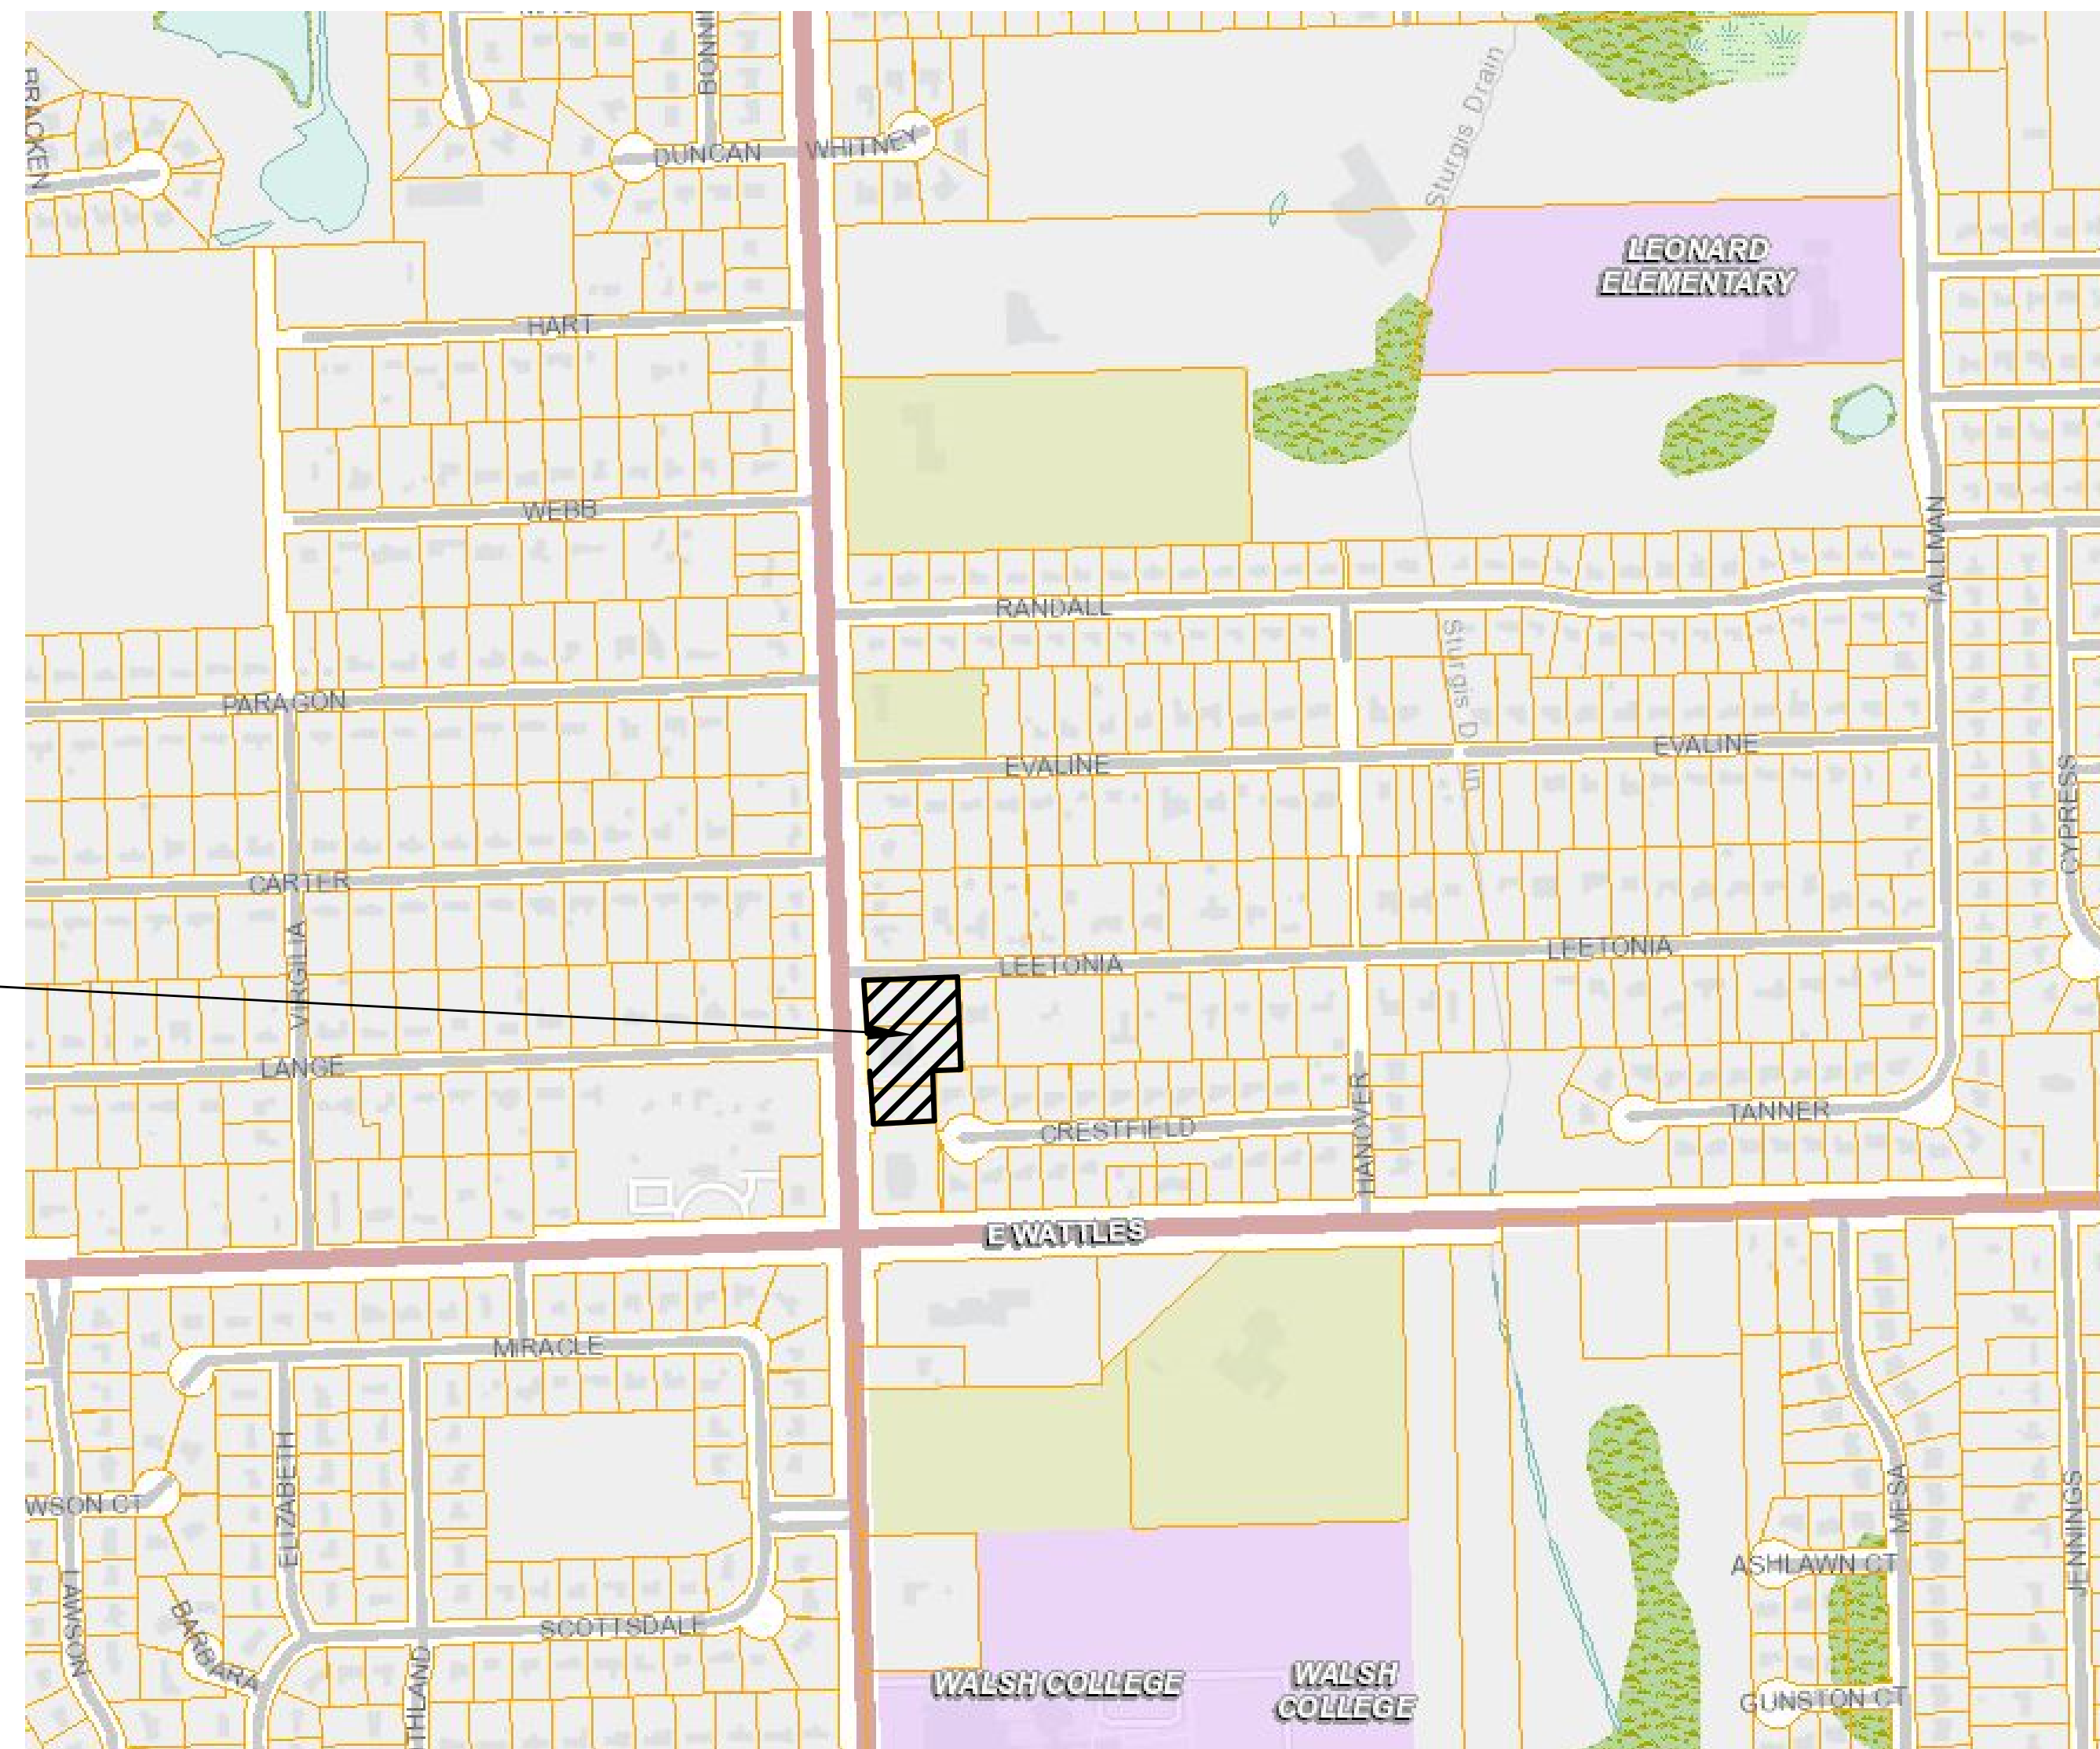 BRACKEN
DUNCAN
WHITNEY
Sturgis Drain
LEONARD
ELEMENTARY
HART
WEBB
TALLMAN
RANDALL
Sturgis D
PARAGON
EVALINE
EVALINE
CYPRESS
CARTER
VIRGILIA
LEETONIA
LEETONIA
LANGE
CRESTFIELD
HANOVER
TANNER
E WATTLES
MIRACLE
ELIZABETH
WSON CT
MESA
JENNINGS
ASHLAWN CT
LAWSON
BARBARA
SCOTTSDALE
THLAND
WALSH COLLEGE
WALSH
COLLEGE
GUNSTON CT